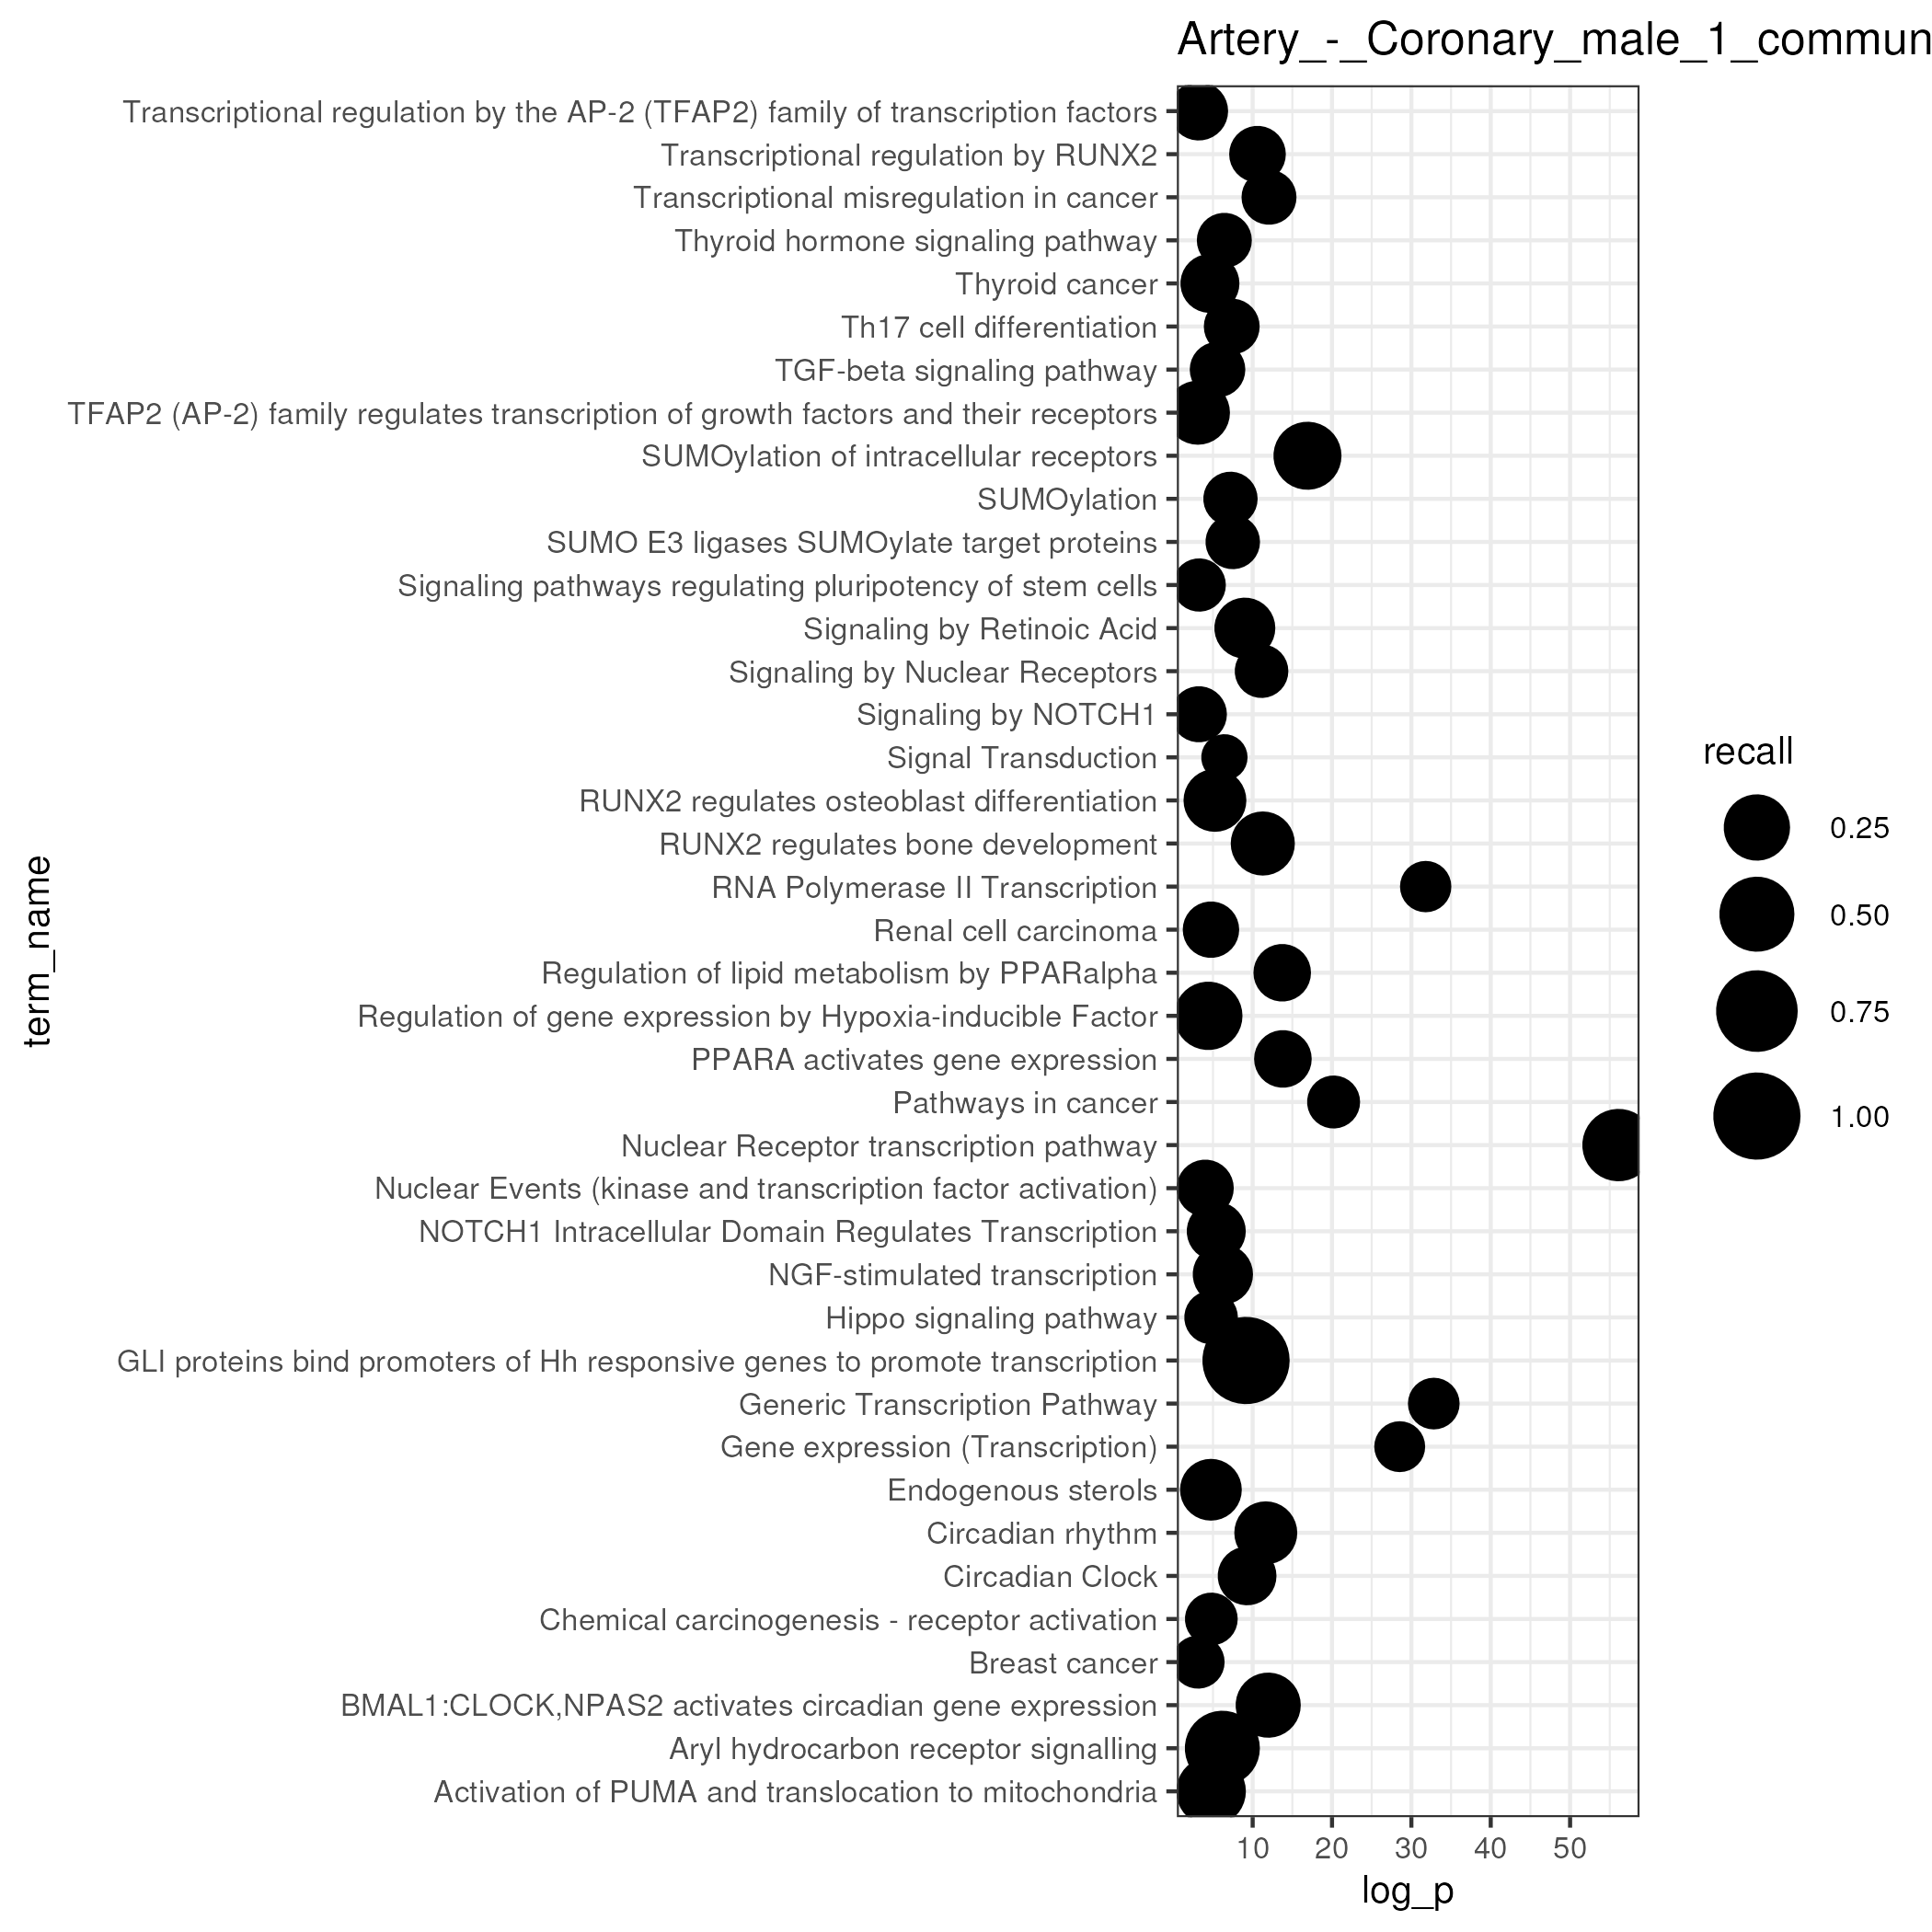 Artery_-_Coronary_male_1_commun
Transcriptional regulation by the AP-2 (TFAP2) family of transcription factors
Transcriptional regulation by RUNX2
Transcriptional misregulation in cancer
Thyroid hormone signaling pathway
Thyroid cancer
Th17 cell differentiation
TGF-beta signaling pathway
TFAP2 (AP-2) family regulates transcription of growth factors and their receptors
SUMOylation of intracellular receptors
SUMOylation
SUMO E3 ligases SUMOylate target proteins
Signaling pathways regulating pluripotency of stem cells
Signaling by Retinoic Acid
Signaling by Nuclear Receptors
Signaling by NOTCH1
Signal Transduction
RUNX2 regulates osteoblast differentiation
RUNX2 regulates bone development
RNA Polymerase II Transcription
Renal cell carcinoma
Regulation of lipid metabolism by PPARalpha
Regulation of gene expression by Hypoxia-inducible Factor
PPARA activates gene expression
Pathways in cancer
Nuclear Receptor transcription pathway
Nuclear Events (kinase and transcription factor activation)
NOTCH1 Intracellular Domain Regulates Transcription
NGF-stimulated transcription
Hippo signaling pathway
GLI proteins bind promoters of Hh responsive genes to promote transcription
Generic Transcription Pathway
Gene expression (Transcription)
Endogenous sterols
Circadian rhythm
Circadian Clock
Chemical carcinogenesis - receptor activation
Breast cancer
BMAL1:CLOCK,NPAS2 activates circadian gene expression
Aryl hydrocarbon receptor signalling
Activation of PUMA and translocation to mitochondria
term_name
10 20 30 40 50
log_p
recall
0.25
0.50
0.75
1.00